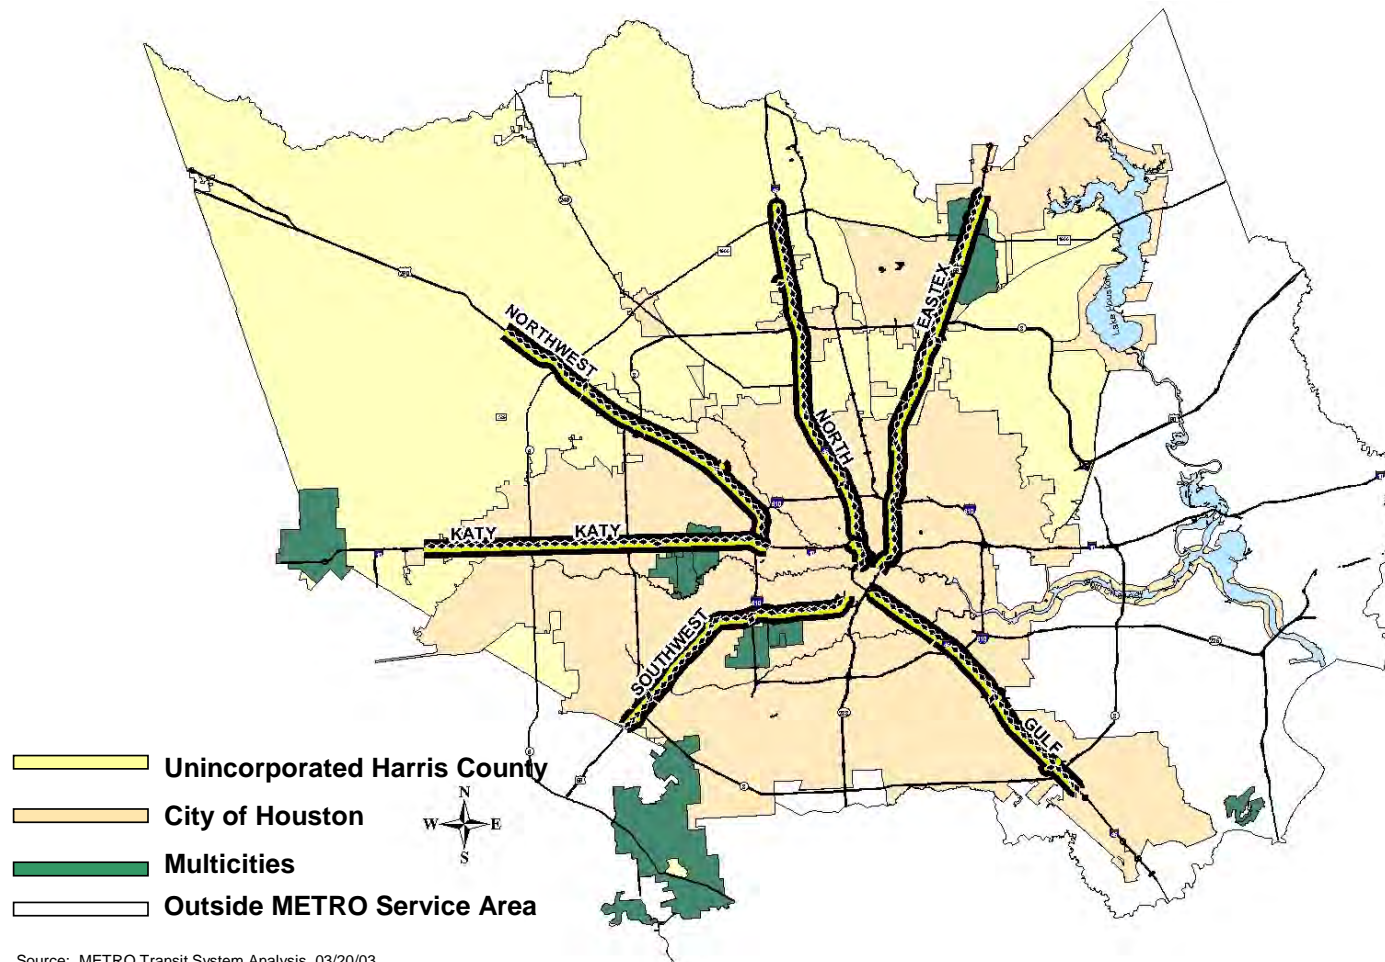 Lake Houston
EASTEX
NORTHWEST
NORTH
KATY KATY
SOUTHWEST
GULF
Unincorporated Harris County
City of Houston
Multicities
Outside METRO Service Area
N
W E
S
Source: METRO Transit System Analysis 03/20/03